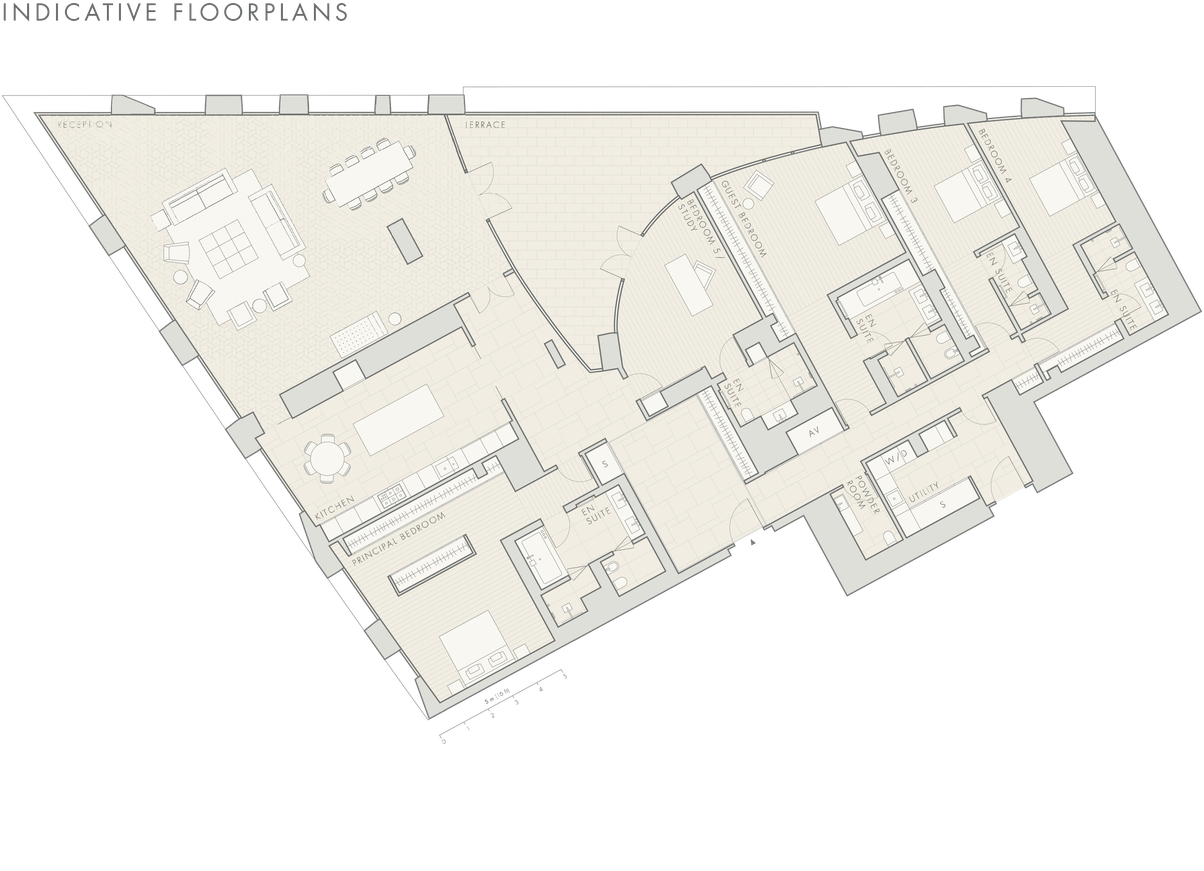 INDICATIVE FLOORPLANS
RECEPTION
TERRACE
BEDROOM 5/
STUDY
GUEST BEDROOM
BEDROOM 3
BEDROOM 4
EN
SUITE
EN SUITE
EN SUITE
EN
SUITE
AV
W/D
UTILITY
S
POWDER
ROOM
S
EN
SUITE
KITCHEN
PRINCIPAL BEDROOM
5 m
0
1
2
3
4
5